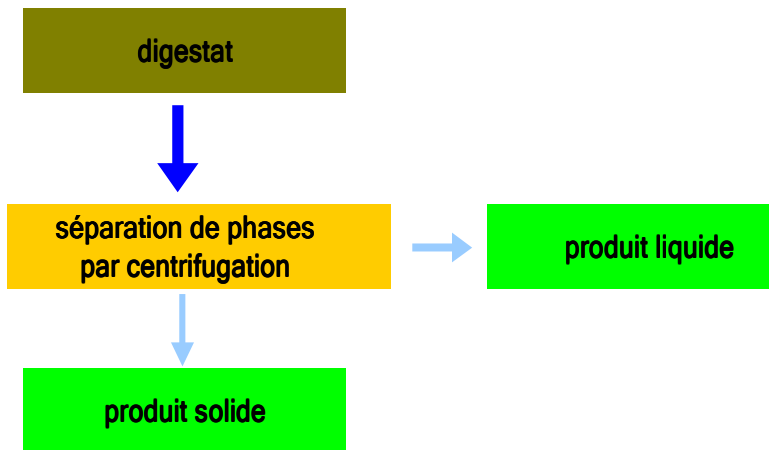 digestat
séparation de phases
par centrifugation
produit liquide
produit solide